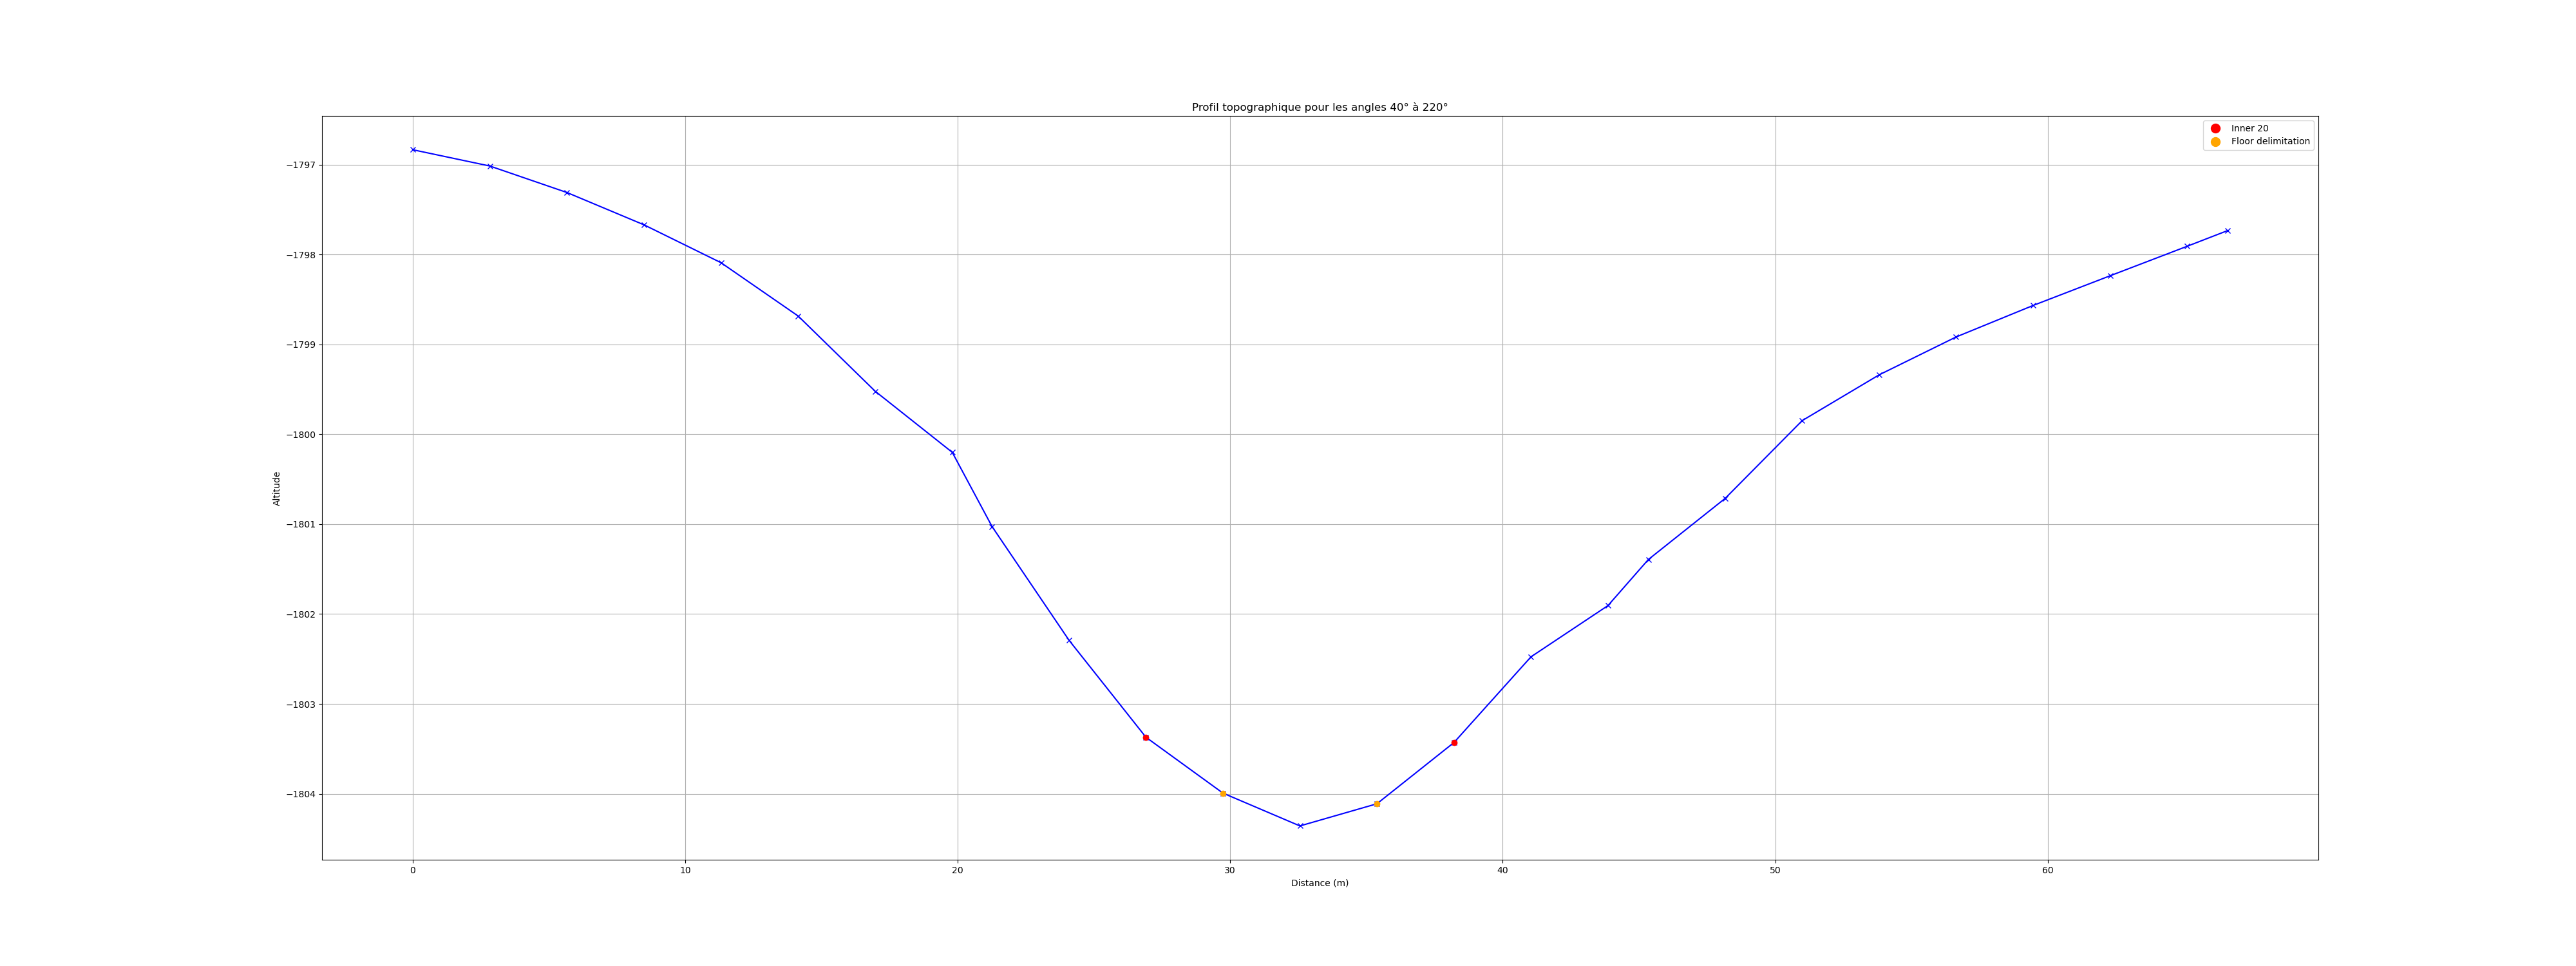 Profil topographique pour les angles 40° à 220°
Inner 20
Floor delimitation
−1797
−1798
−1799
−1800
−1801
−1802
−1803
−1804
Altitude
0 10 20 30 40 50 60
Distance (m)